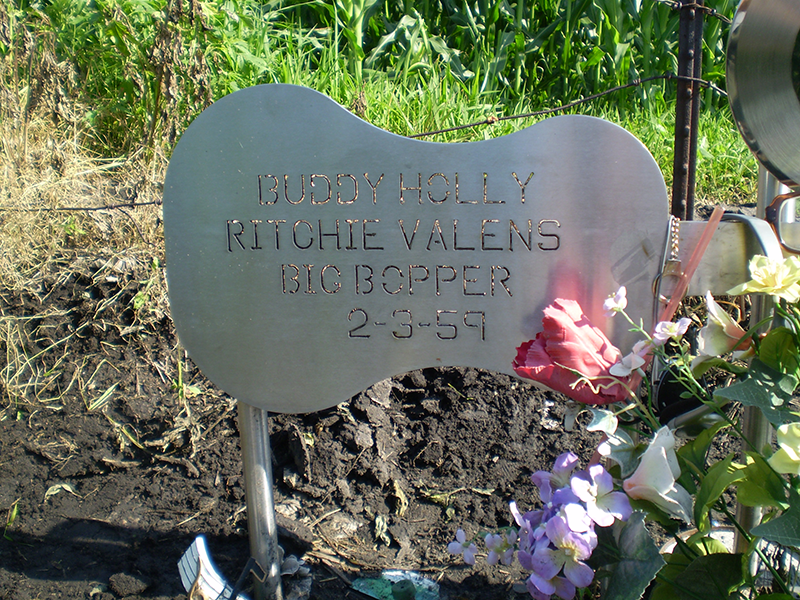 BUDDY HOLLY
RITCHIE VALENS
BIG BOPPER
2-3-59